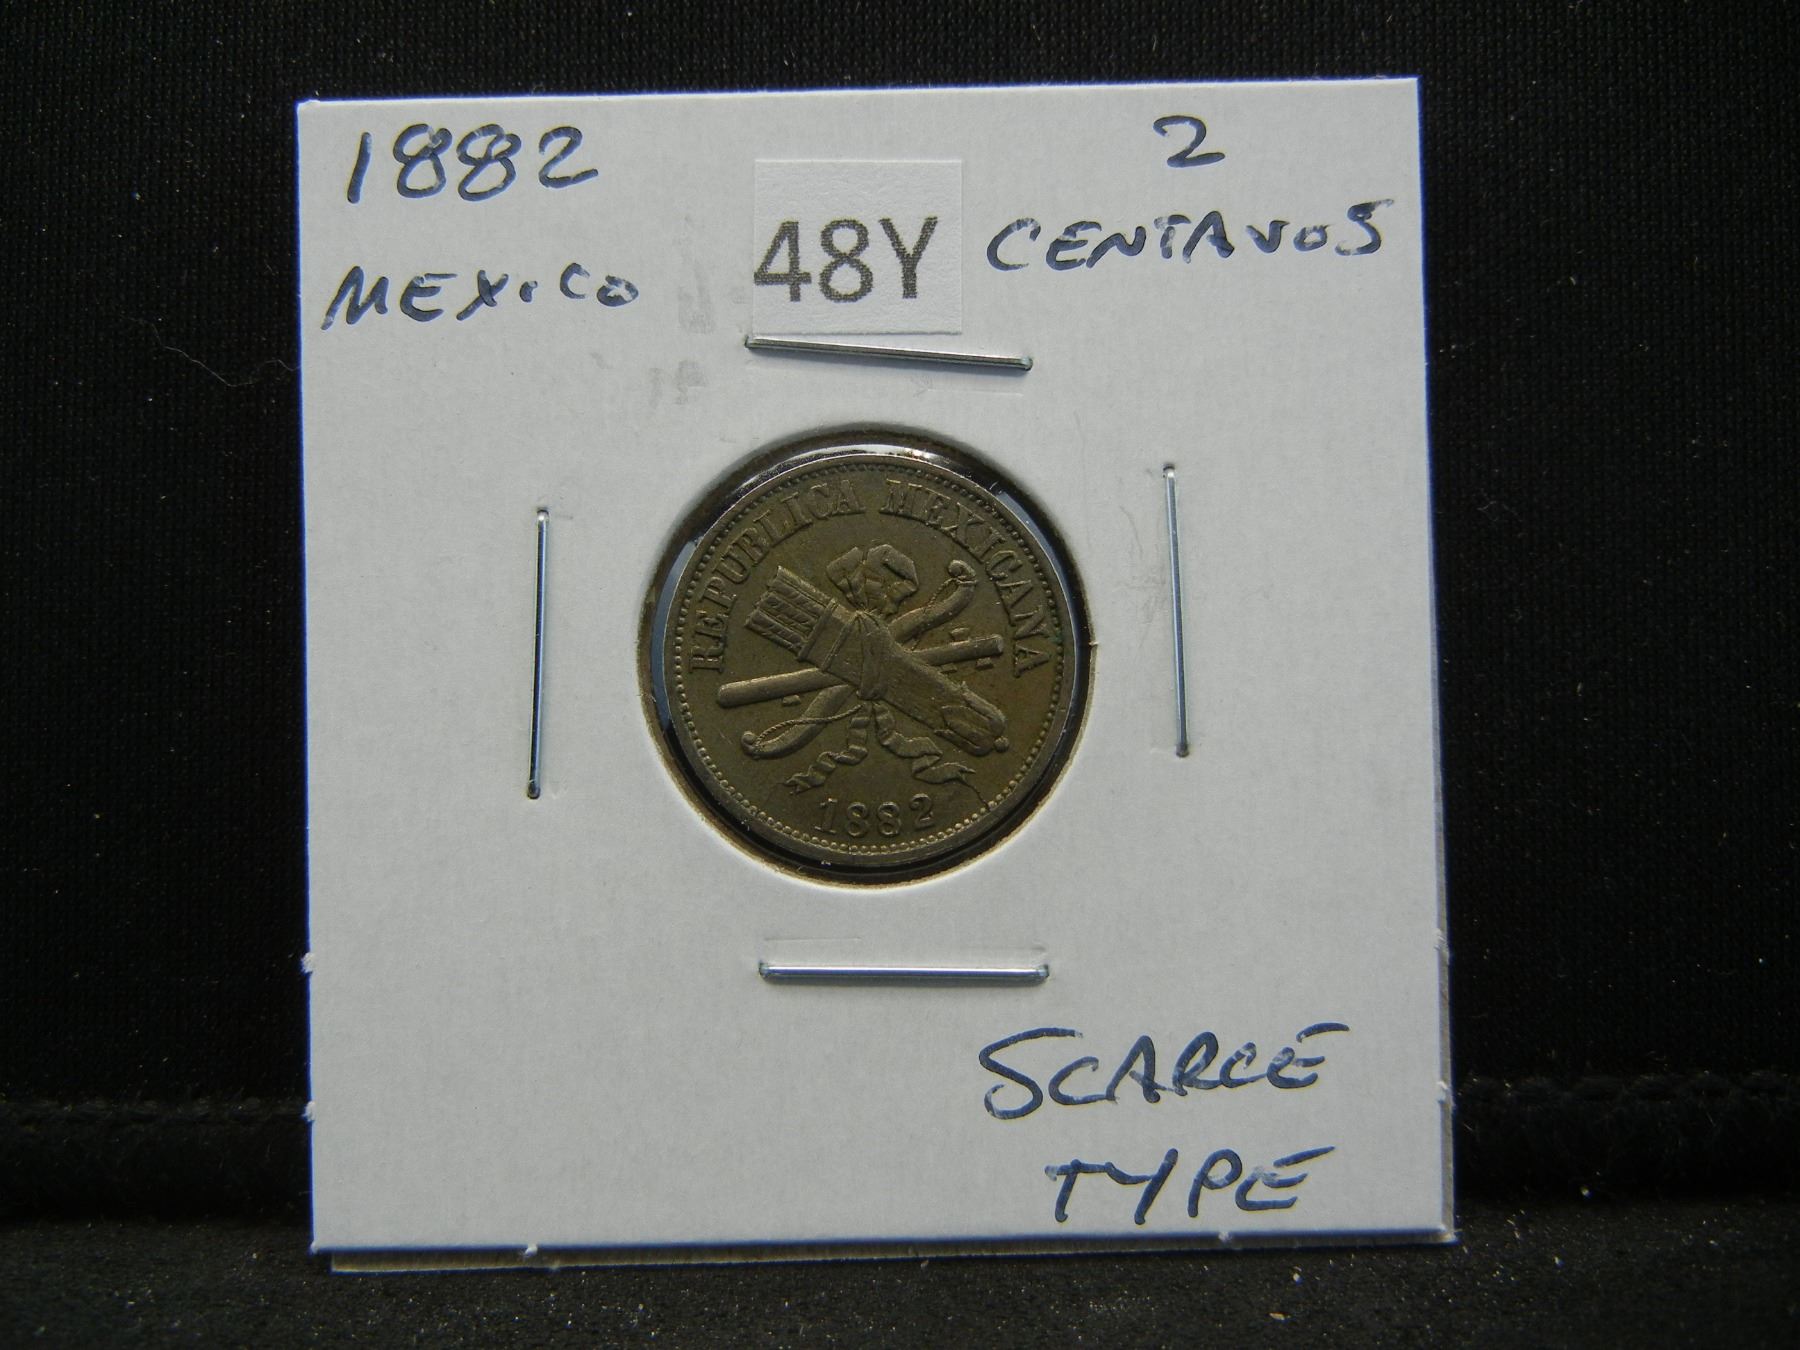 1882
MEXICO
48Y
2
CENTAVOS
REPUBLICA MEXICANA
1882
SCARCE
TYPE